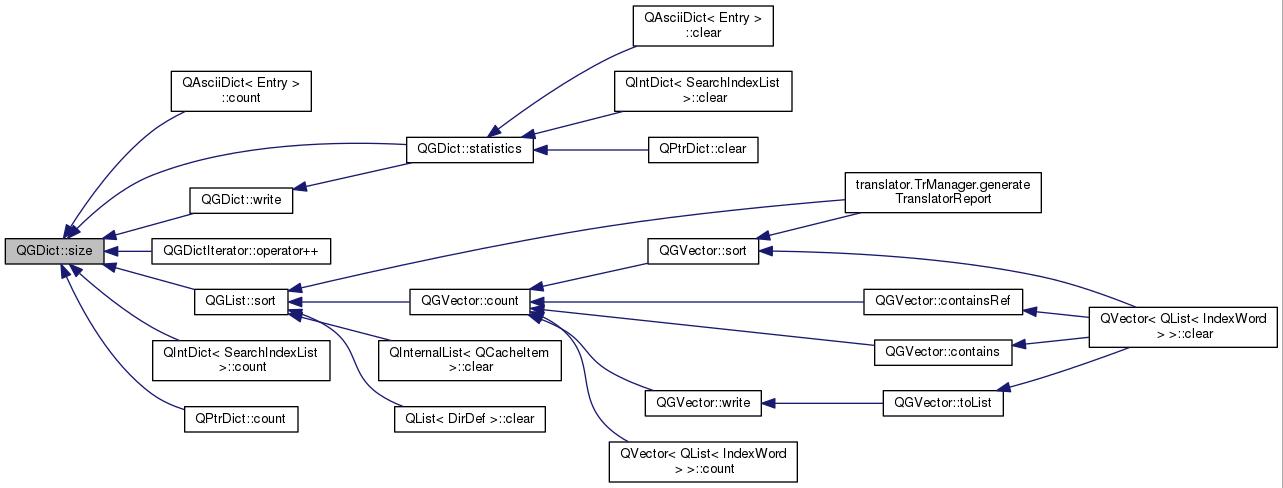 QAsciiDict< Entry >
::clear
QAsciiDict< Entry >
::count
QIntDict< SearchIndexList
>::clear
QGDict::statistics
QPtrDict::clear
translator.TrManager.generate
TranslatorReport
QGDict::write
QGDict::size
QGDictIterator::operator++
QGVector::sort
QGList::sort
QGVector::count
QGVector::containsRef
QVector< QList< IndexWord
> >::clear
QIntDict< SearchIndexList
>::count
QInternalList< QCacheItem
>::clear
QGVector::contains
QPtrDict::count
QList< DirDef >::clear
QGVector::write
QGVector::toList
QVector< QList< IndexWord
> >::count